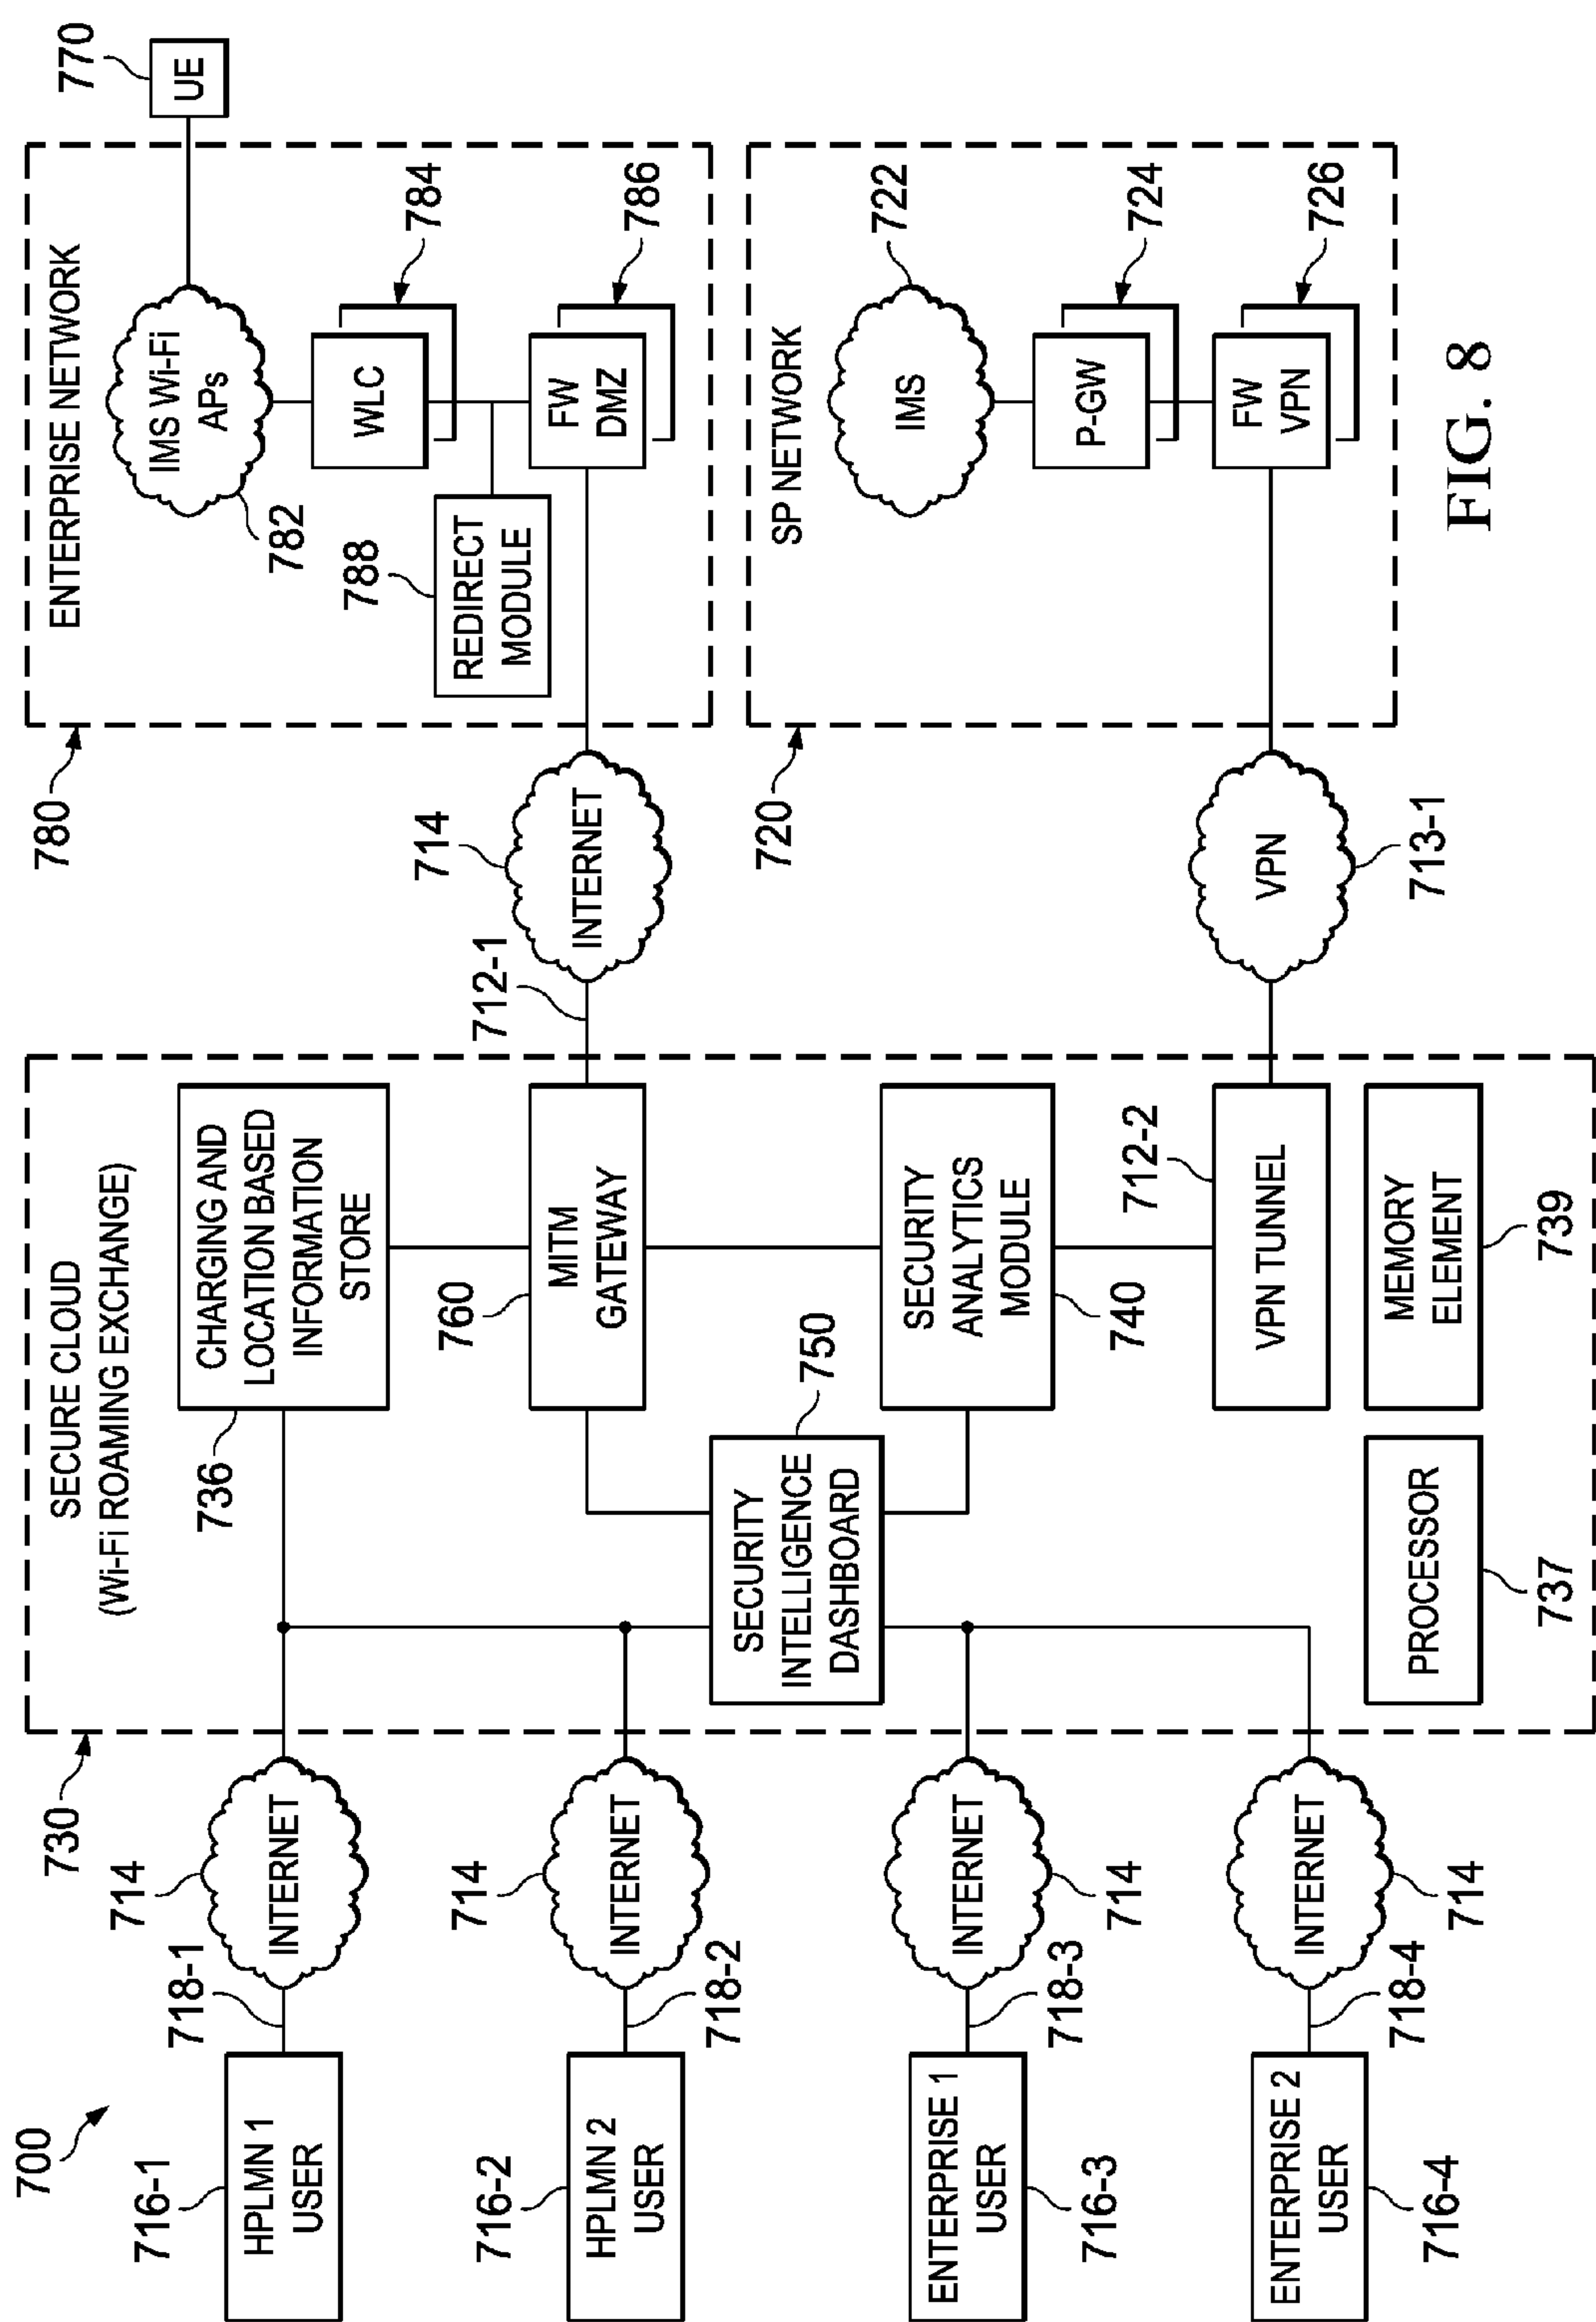 700
716-1
HPLMN 1
USER
718-1
714
INTERNET
716-2
HPLMN 2
USER
718-2
714
INTERNET
716-3
ENTERPRISE 1
USER
718-3
714
INTERNET
716-4
ENTERPRISE 2
USER
718-4
714
INTERNET
730
SECURE CLOUD
(Wi-Fi ROAMING EXCHANGE)
736
CHARGING AND
LOCATION BASED
INFORMATION
STORE
760
MITM
GATEWAY
750
SECURITY
INTELLIGENCE
DASHBOARD
SECURITY
ANALYTICS
MODULE
740
712-2
VPN TUNNEL
PROCESSOR
737
MEMORY
ELEMENT
739
712-1
714
INTERNET
VPN
713-1
780
ENTERPRISE NETWORK
IMS Wi-Fi
APs
782
WLC
784
788
REDIRECT
MODULE
FW
DMZ
786
770
UE
720
SP NETWORK
IMS
722
P-GW
724
FW
VPN
726
FIG. 8